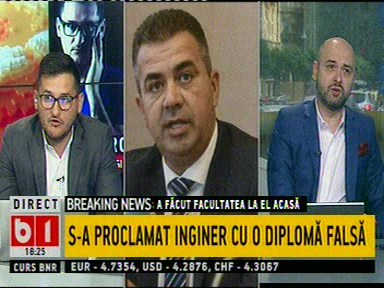 DIRECT
BREAKING NEWS A FĂCUT FACULTATEA LA EL ACASĂ
B1
S-A PROCLAMAT INGINER CU O DIPLOMĂ FALSĂ
18:25
CURS BNR EUR - 4.7354, USD - 4.2876, CHF - 4.3067